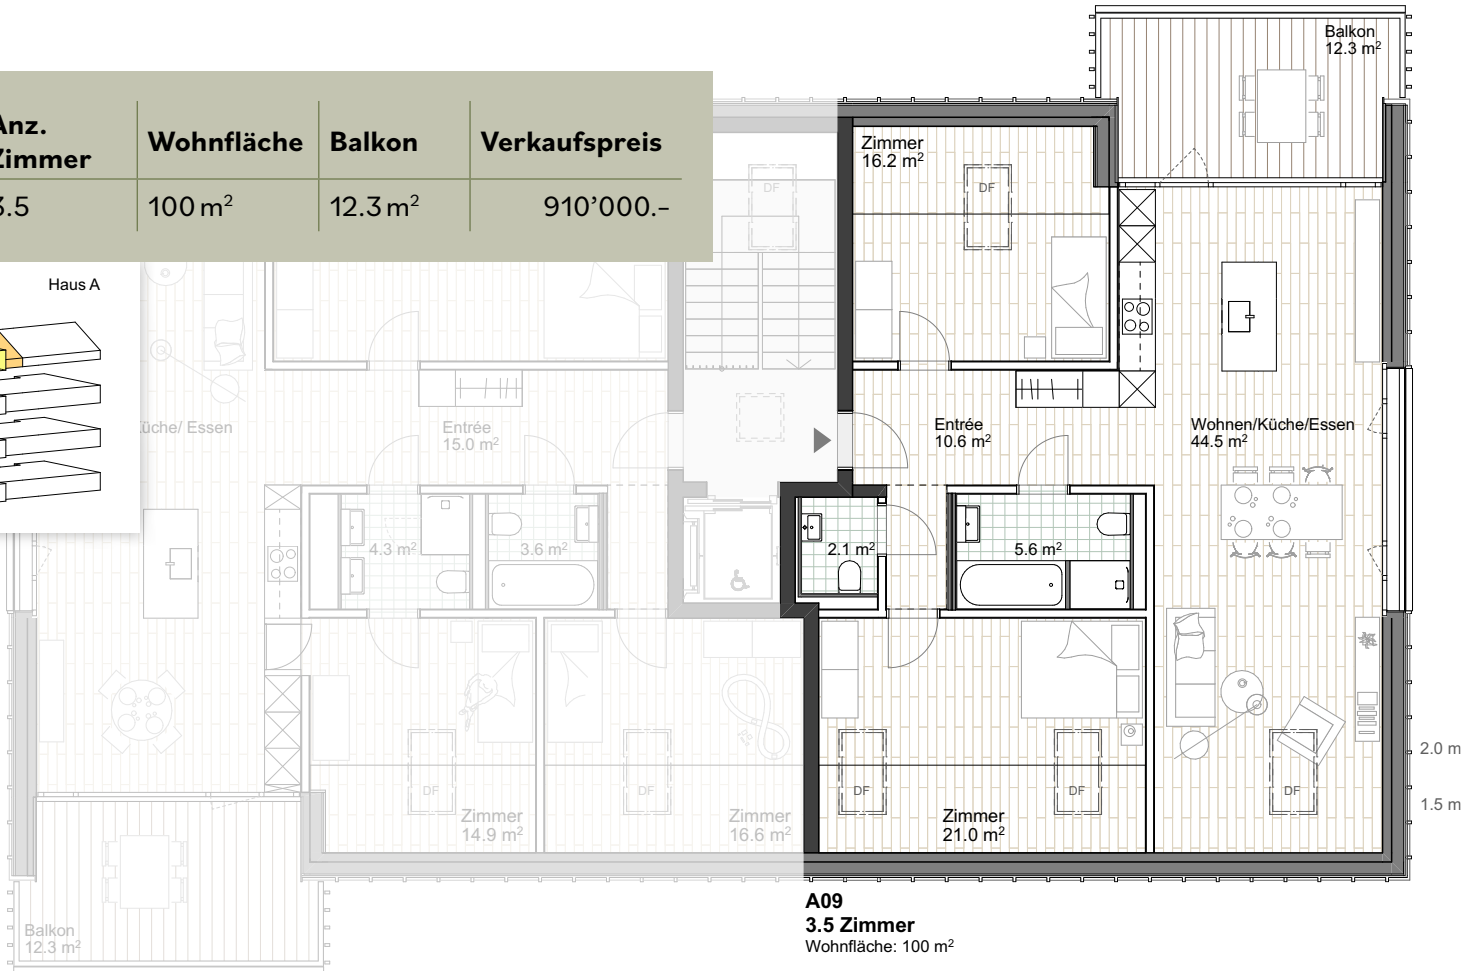 Balkon
12.3 m²
Anz.
Zimmer
Wohnfläche
Balkon
Verkaufspreis
3.5
100 m²
12.3 m²
910’000.–
Haus A
Zimmer
16.2 m²
DF
DF
Küche/ Essen
Entrée
15.0 m²
Entrée
10.6 m²
Wohnen/Küche/Essen
44.5 m²
4.3 m²
3.6 m²
2.1 m²
5.6 m²
2.0 m
1.5 m
DF
DF
DF
DF
DF
Zimmer
14.9 m²
Zimmer
16.6 m²
Zimmer
21.0 m²
Balkon
12.3 m²
A09
3.5 Zimmer
Wohnfläche: 100 m²